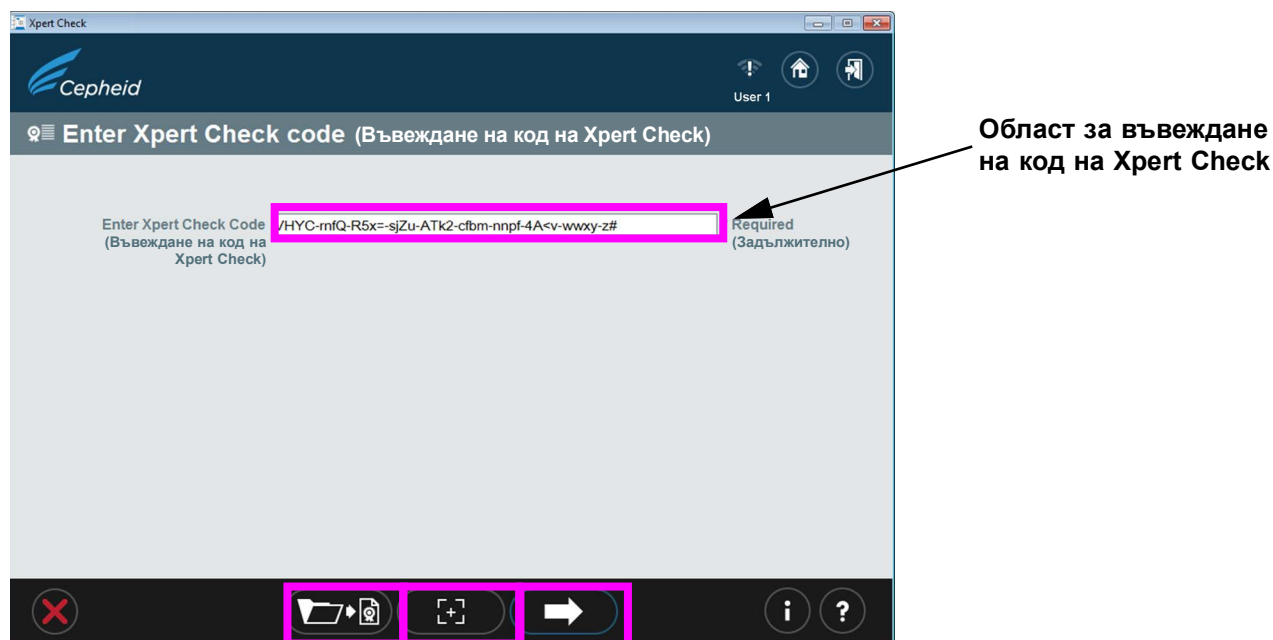 Xpert Check
Cepheid
User 1
Enter Xpert Check code (Въвеждане на код на Xpert Check)
Област за въвеждане
на код на Xpert Check
Enter Xpert Check Code
(Въвеждане на код на
Xpert Check)
/HYC-rnfQ-R5x=-sjZu-ATk2-cfbm-nnpf-4A<v-wwxy-z#
Required
(Задължително)
i
?